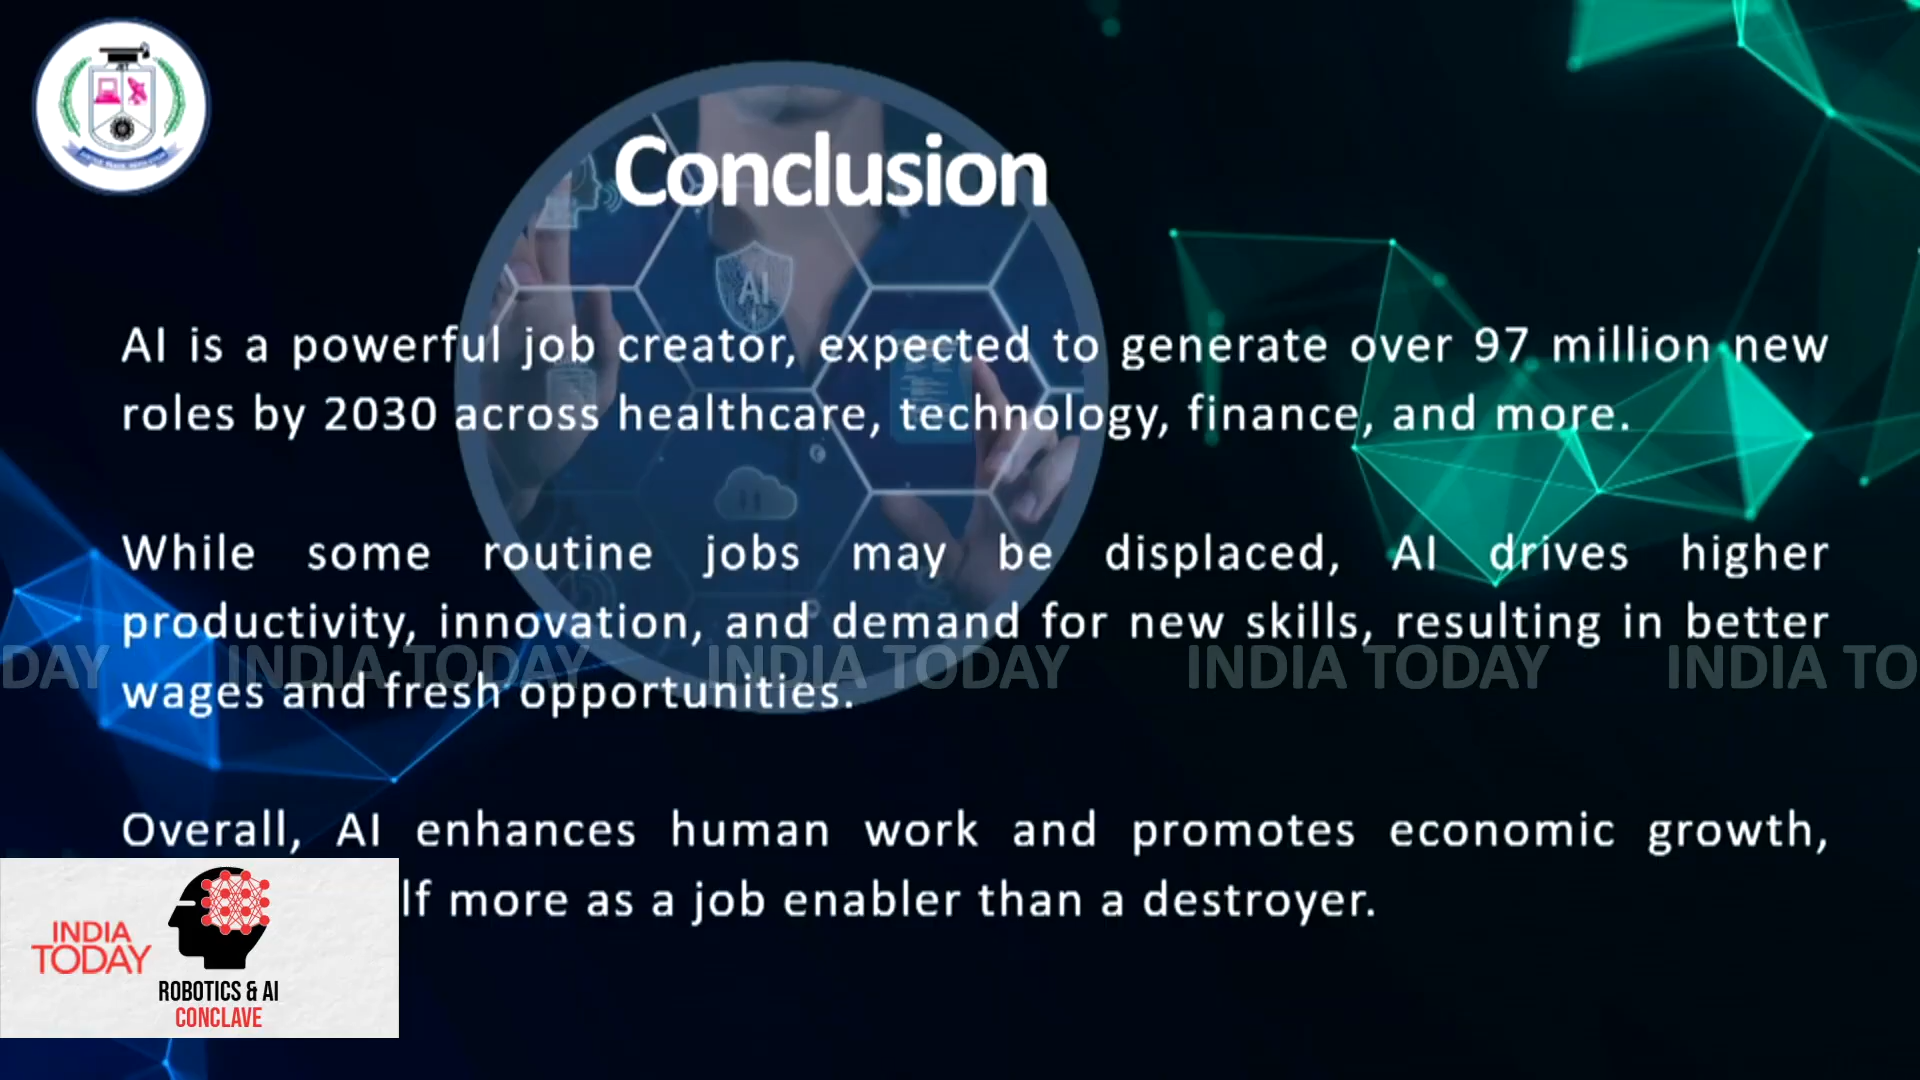 Conclusion
AI
AI is a powerful job creator, expected to generate over 97 million new
roles by 2030 across healthcare, technology, finance, and more.
While some routine jobs may be displaced, AI drives higher
productivity, innovation, and demand for new skills, resulting in better
DAY INDIA TODAY INDIA TODAY INDIA TODAY INDIA TO
wages and fresh opportunities.
Overall, AI enhances human work and promotes economic growth,
lf more as a job enabler than a destroyer.
INDIA
TODAY
ROBOTICS & AI
CONCLAVE